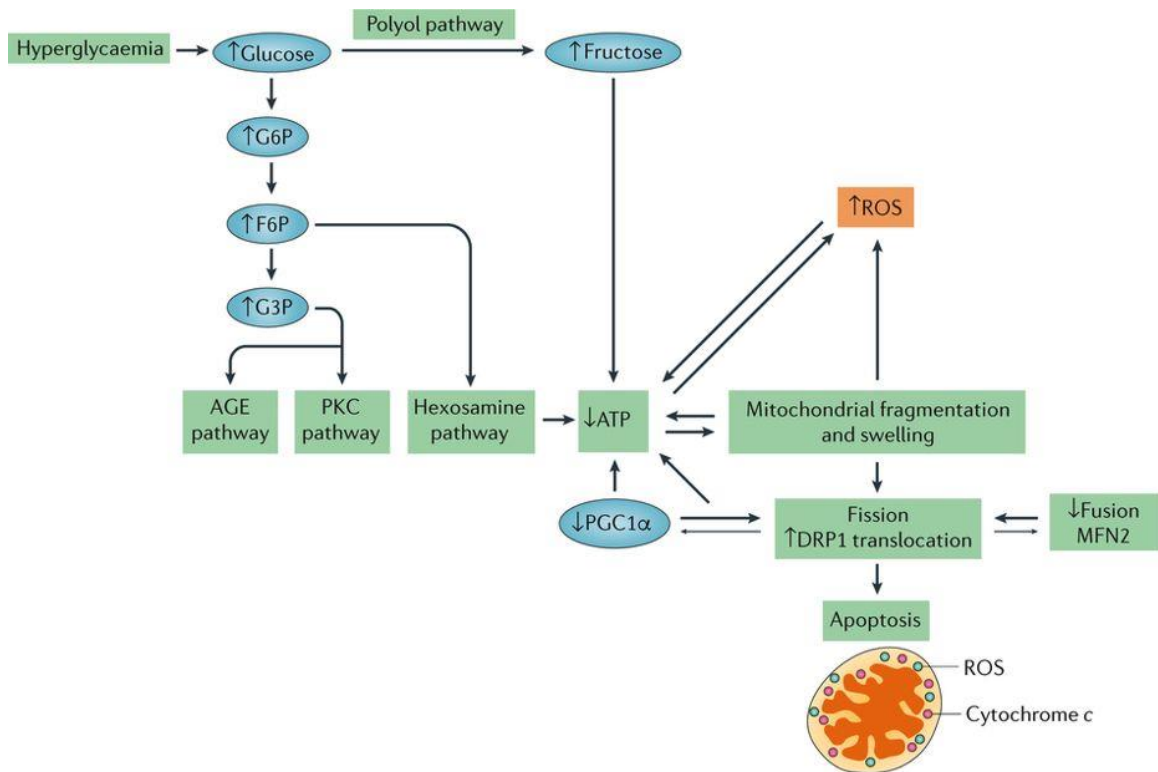 Polyol pathway
Hyperglycaemia
↑Glucose
↑Fructose
↑G6P
↑ROS
↑F6P
↑G3P
AGE
pathway
PKC
pathway
Hexosamine
pathway
↓ATP
Mitochondrial fragmentation
and swelling
↓PGC1α
Fission
↑DRP1 translocation
↓Fusion
MFN2
Apoptosis
ROS
Cytochrome c